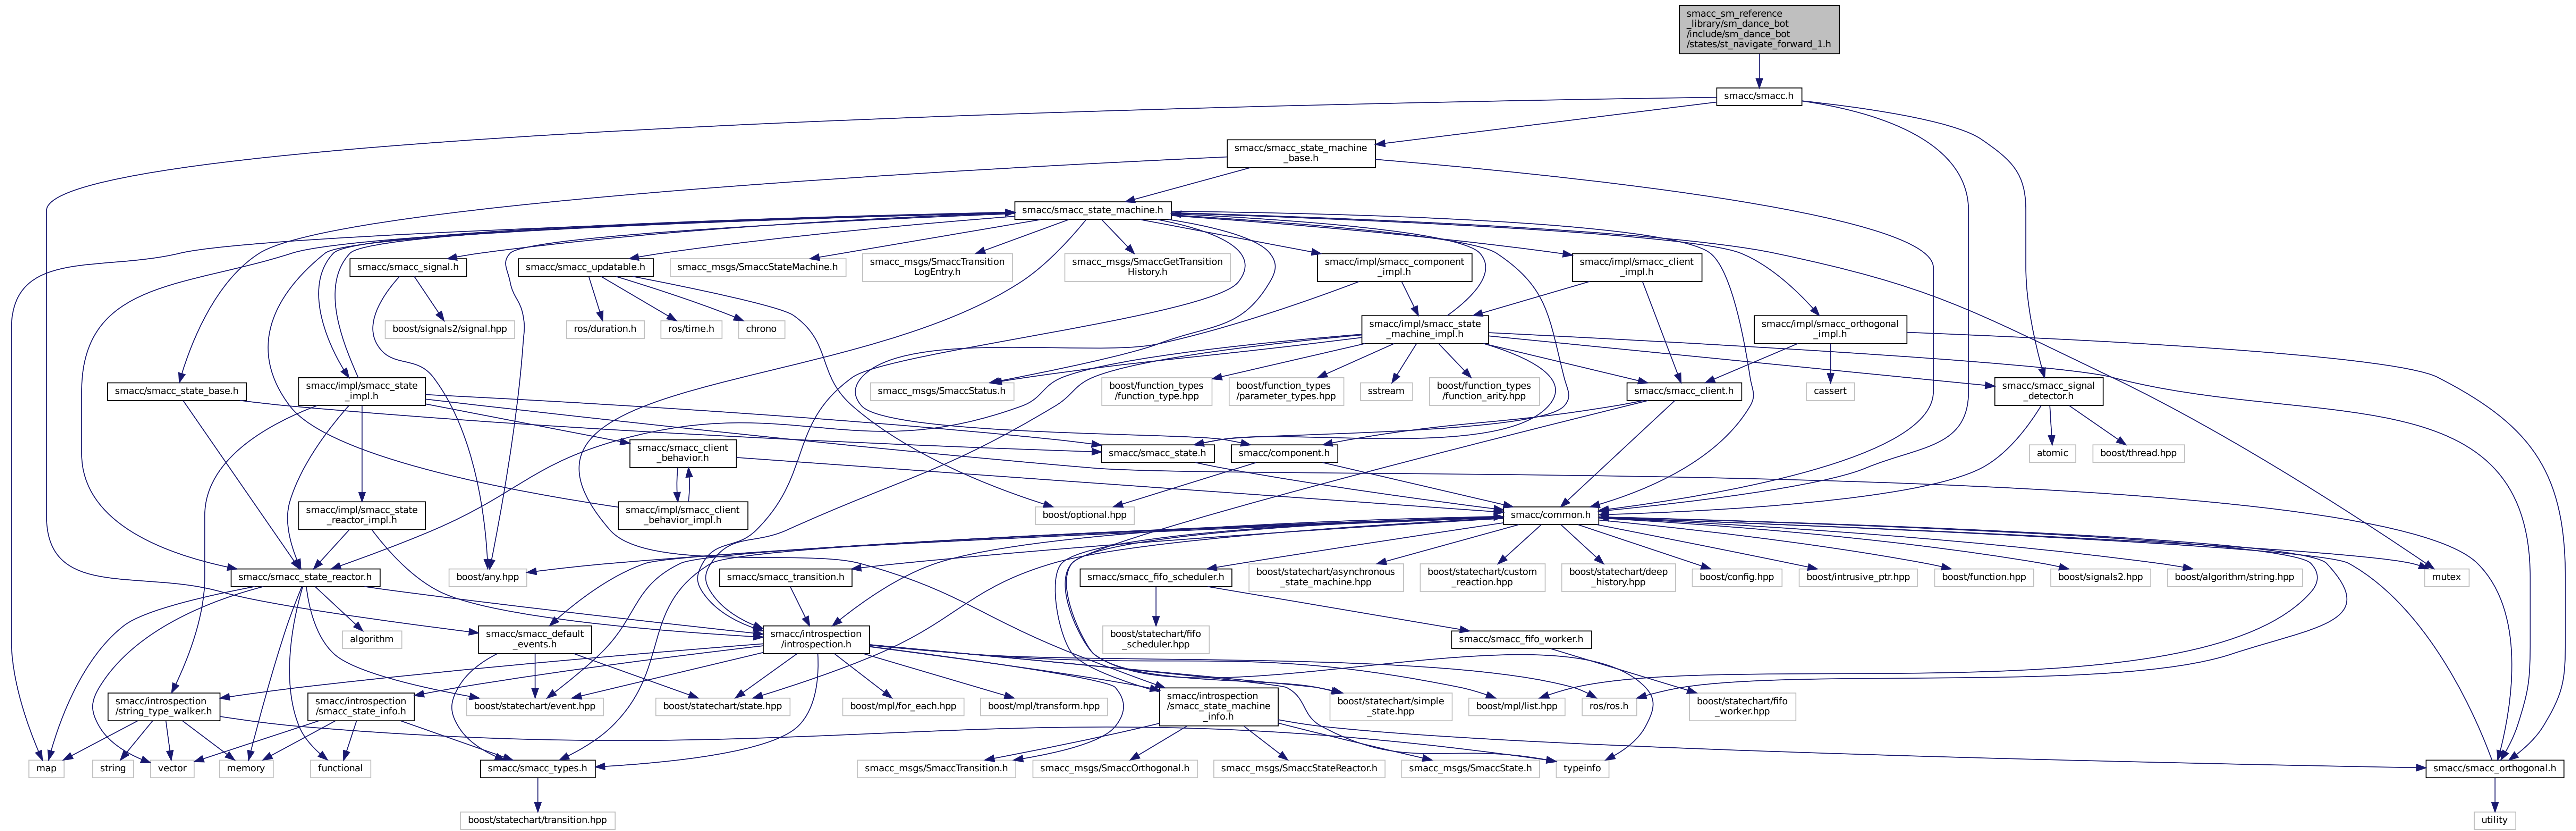 smacc_sm_reference
_library/sm_dance_bot
/include/sm_dance_bot
/states/st_navigate_forward_1.h
smacc/smacc.h
smacc/smacc_state_machine
_base.h
smacc/smacc_state_machine.h
smacc/smacc_signal.h
smacc/smacc_updatable.h
smacc_msgs/SmaccStateMachine.h
smacc_msgs/SmaccTransition
LogEntry.h
smacc_msgs/SmaccGetTransition
History.h
smacc/impl/smacc_component
_impl.h
smacc/impl/smacc_client
_impl.h
boost/signals2/signal.hpp
ros/duration.h
ros/time.h
chrono
smacc/impl/smacc_state
_machine_impl.h
smacc/impl/smacc_orthogonal
_impl.h
smacc/smacc_state_base.h
smacc/impl/smacc_state
_impl.h
smacc_msgs/SmaccStatus.h
boost/function_types
/function_type.hpp
boost/function_types
/parameter_types.hpp
sstream
boost/function_types
/function_arity.hpp
smacc/smacc_client.h
cassert
smacc/smacc_signal
_detector.h
smacc/smacc_client
_behavior.h
smacc/smacc_state.h
smacc/component.h
atomic
boost/thread.hpp
smacc/impl/smacc_state
_reactor_impl.h
smacc/impl/smacc_client
_behavior_impl.h
boost/optional.hpp
smacc/common.h
smacc/smacc_state_reactor.h
boost/any.hpp
smacc/smacc_transition.h
smacc/smacc_fifo_scheduler.h
boost/statechart/asynchronous
_state_machine.hpp
boost/statechart/custom
_reaction.hpp
boost/statechart/deep
_history.hpp
boost/config.hpp
boost/intrusive_ptr.hpp
boost/function.hpp
boost/signals2.hpp
boost/algorithm/string.hpp
mutex
algorithm
smacc/smacc_default
_events.h
smacc/introspection
/introspection.h
boost/statechart/fifo
_scheduler.hpp
smacc/smacc_fifo_worker.h
smacc/introspection
/string_type_walker.h
smacc/introspection
/smacc_state_info.h
boost/statechart/event.hpp
boost/statechart/state.hpp
boost/mpl/for_each.hpp
boost/mpl/transform.hpp
smacc/introspection
/smacc_state_machine
_info.h
boost/statechart/simple
_state.hpp
boost/mpl/list.hpp
ros/ros.h
boost/statechart/fifo
_worker.hpp
map
string
vector
memory
functional
smacc/smacc_types.h
smacc_msgs/SmaccTransition.h
smacc_msgs/SmaccOrthogonal.h
smacc_msgs/SmaccStateReactor.h
smacc_msgs/SmaccState.h
typeinfo
smacc/smacc_orthogonal.h
boost/statechart/transition.hpp
utility